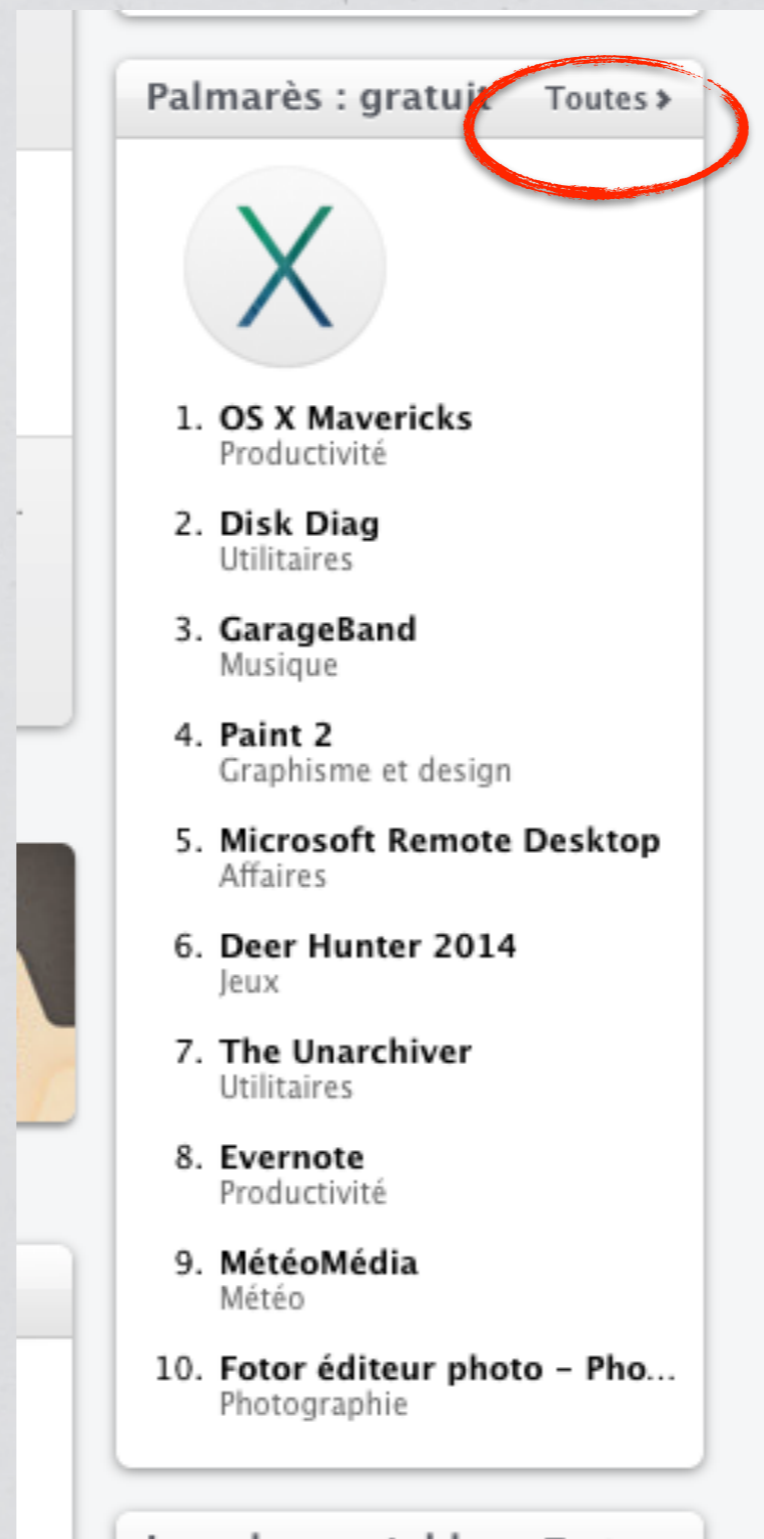 Palmarès : gratuit Toutes >
1. OS X Mavericks
Productivité
2. Disk Diag
Utilitaires
3. GarageBand
Musique
4. Paint 2
Graphisme et design
5. Microsoft Remote Desktop
Affaires
6. Deer Hunter 2014
Jeux
7. The Unarchiver
Utilitaires
8. Evernote
Productivité
9. MétéoMédia
Météo
10. Fotor éditeur photo – Pho...
Photographie